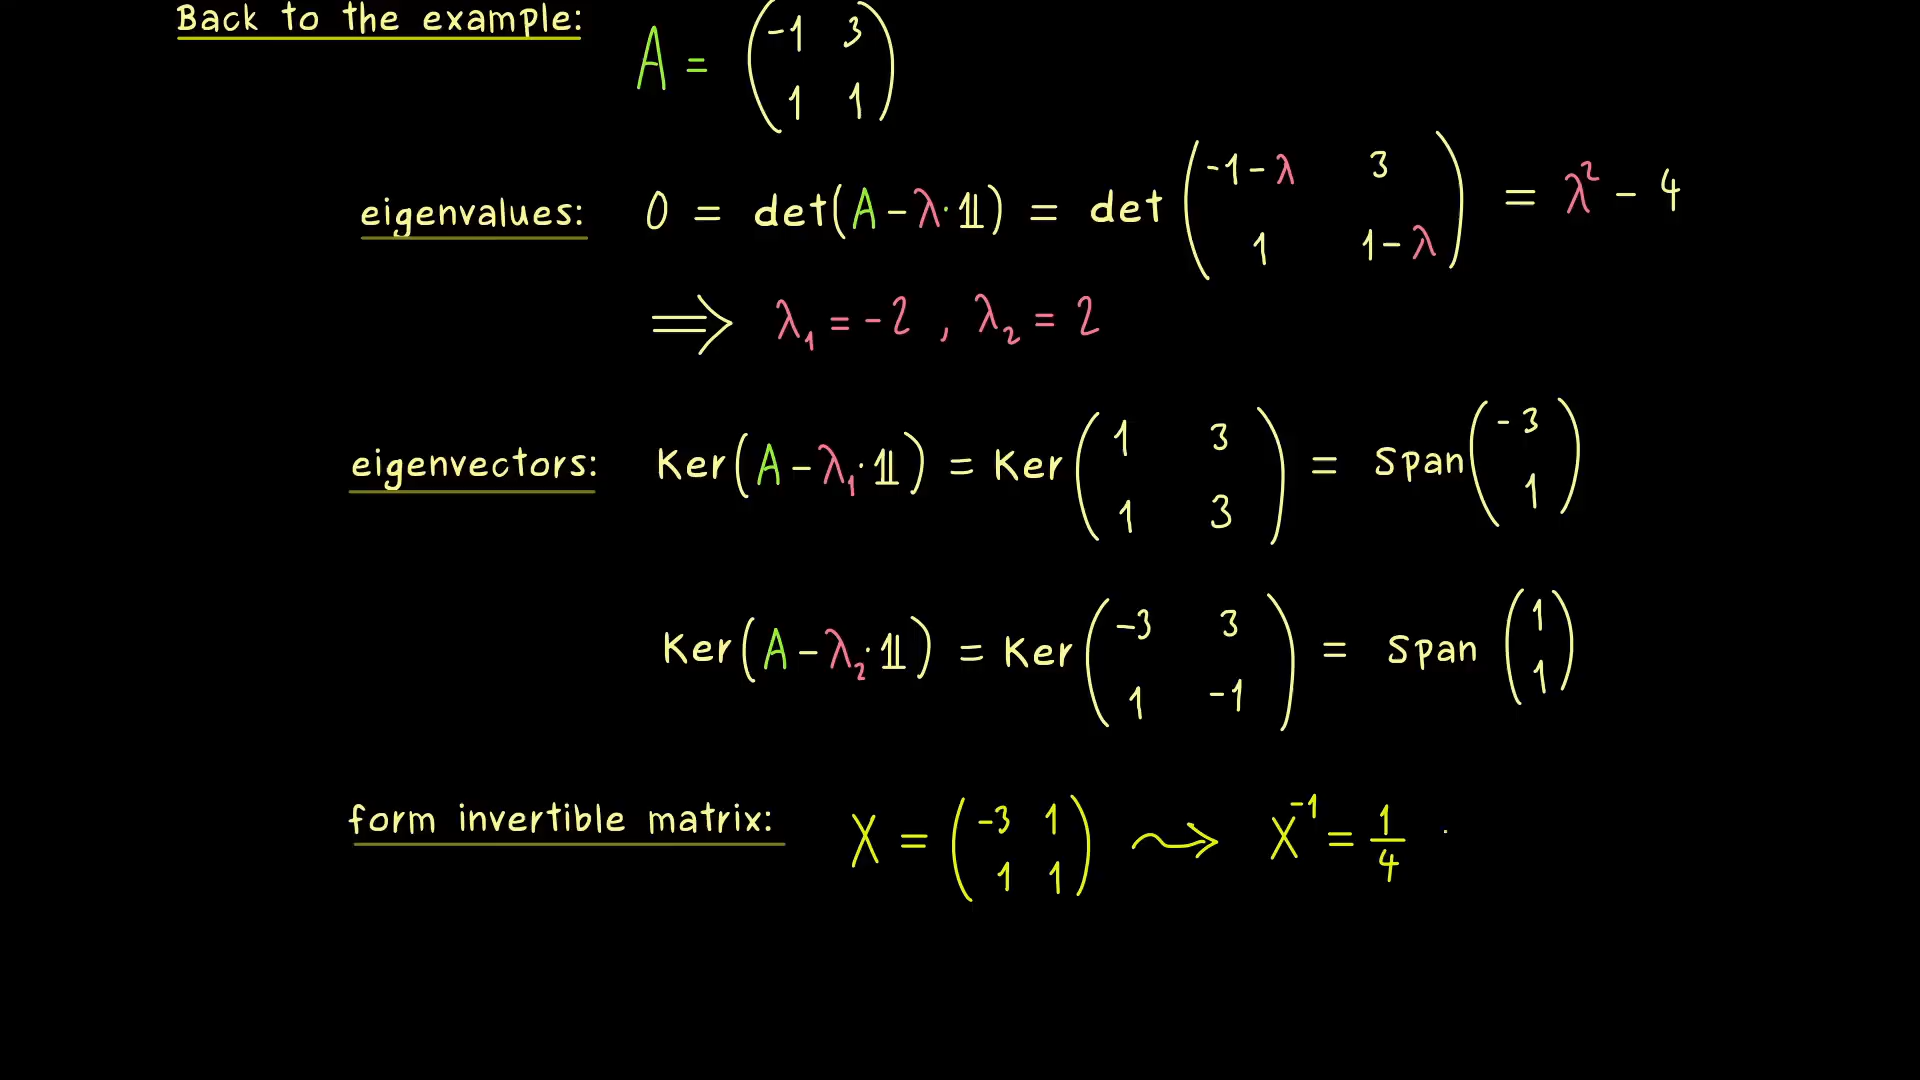 Back to the example: A = ( -1 3 ; 1 1 )
eigenvalues: 0 = det(A - λ·𝟙) = det( -1-λ 3 ; 1 1-λ ) = λ² - 4
⟹ λ₁ = -2 , λ₂ = 2
eigenvectors: Ker(A - λ₁·𝟙) = Ker( 1 3 ; 1 3 ) = Span( -3 ; 1 )
Ker(A - λ₂·𝟙) = Ker( -3 3 ; 1 -1 ) = Span( 1 ; 1 )
form invertible matrix: X = ( -3 1 ; 1 1 ) ⇝ X⁻¹ = 1/4